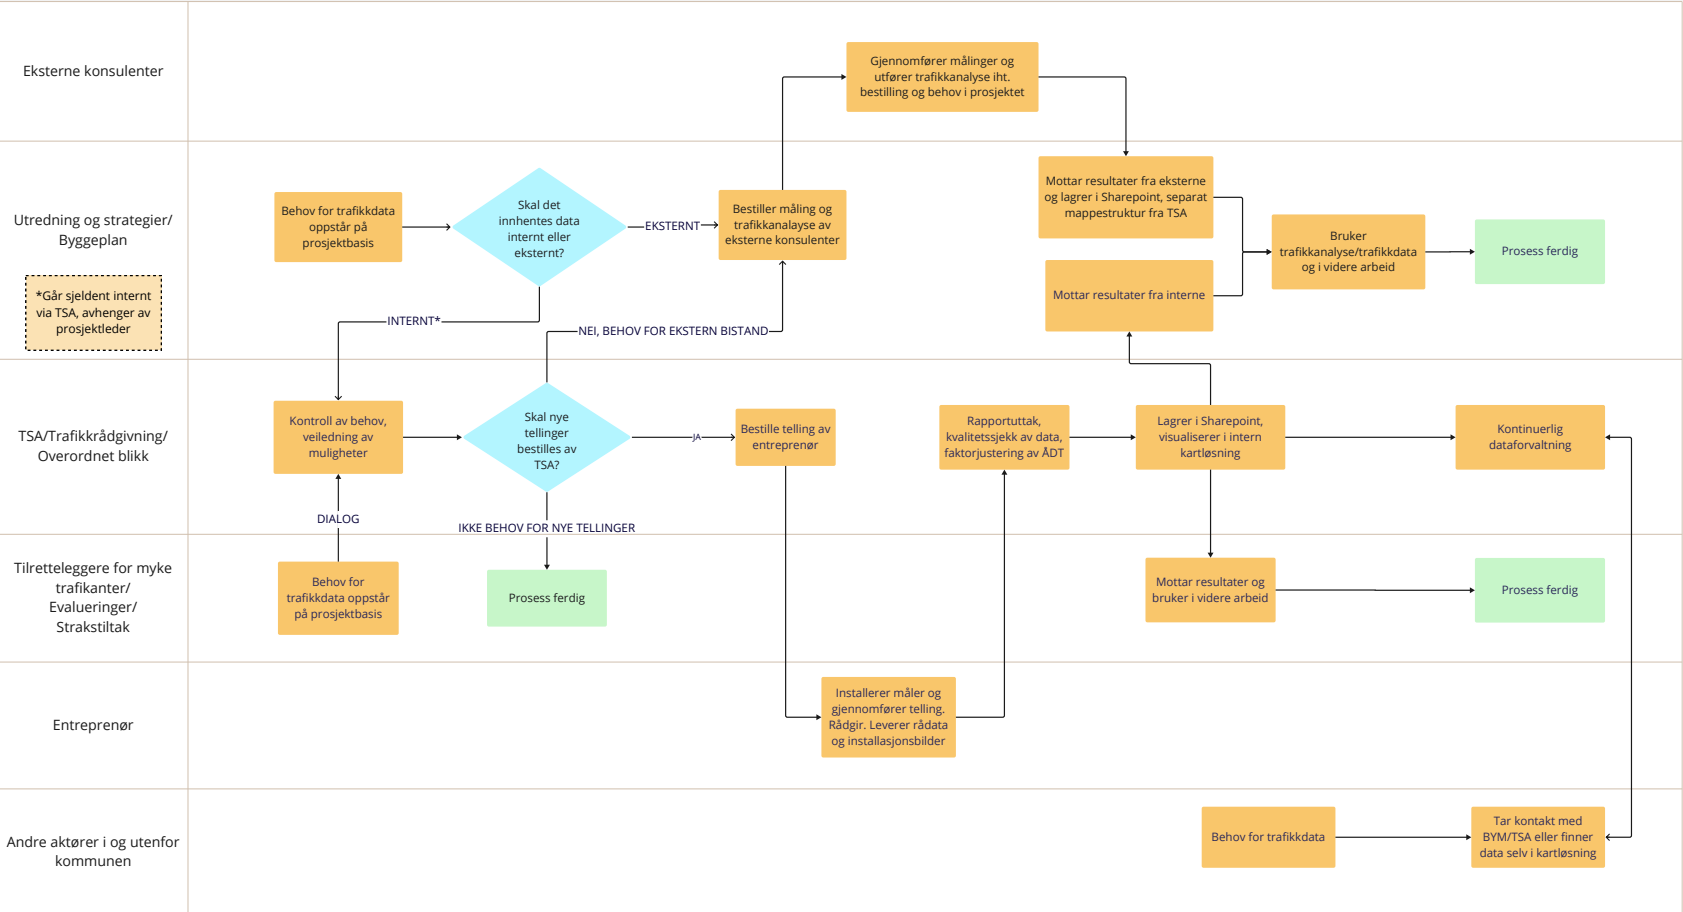 Eksterne konsulenter
Gjennomfører målinger og
utfører trafikkanalyse iht.
bestilling og behov i prosjektet
Utredning og strategier/
Byggeplan
*Går sjeldent internt
via TSA, avhenger av
prosjektleder
Behov for trafikkdata
oppstår på
prosjektbasis
Skal det
innhentes data
internt eller
eksternt?
EKSTERNT
INTERNT*
Bestiller måling og
trafikkanalayse av
eksterne konsulenter
NEI, BEHOV FOR EKSTERN BISTAND
Mottar resultater fra eksterne
og lagrer i Sharepoint, separat
mappestruktur fra TSA
Mottar resultater fra interne
Bruker
trafikkanalyse/trafikkdata
og i videre arbeid
Prosess ferdig
TSA/Trafikkrådgivning/
Overordnet blikk
Kontroll av behov,
veiledning av
muligheter
DIALOG
Skal nye
tellinger
bestilles av
TSA?
JA
IKKE BEHOV FOR NYE TELLINGER
Bestille telling av
entreprenør
Rapportuttak,
kvalitetssjekk av data,
faktorjustering av ÅDT
Lagrer i Sharepoint,
visualiserer i intern
kartløsning
Kontinuerlig
dataforvaltning
Tilretteleggere for myke
trafikanter/
Evalueringer/
Strakstiltak
Behov for
trafikkdata oppstår
på prosjektbasis
Prosess ferdig
Mottar resultater og
bruker i videre arbeid
Prosess ferdig
Entreprenør
Installerer måler og
gjennomfører telling.
Rådgir. Leverer rådata
og installasjonsbilder
Andre aktører i og utenfor
kommunen
Behov for trafikkdata
Tar kontakt med
BYM/TSA eller finner
data selv i kartløsning